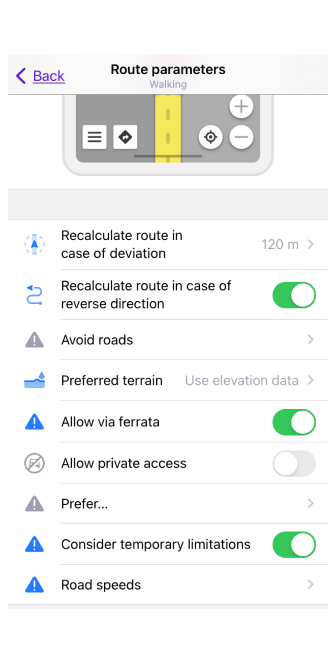 Back
Route parameters
Walking
Recalculate route in
case of deviation
120 m
Recalculate route in case of
reverse direction
Avoid roads
Preferred terrain
Use elevation data
Allow via ferrata
Allow private access
Prefer...
Consider temporary limitations
Road speeds